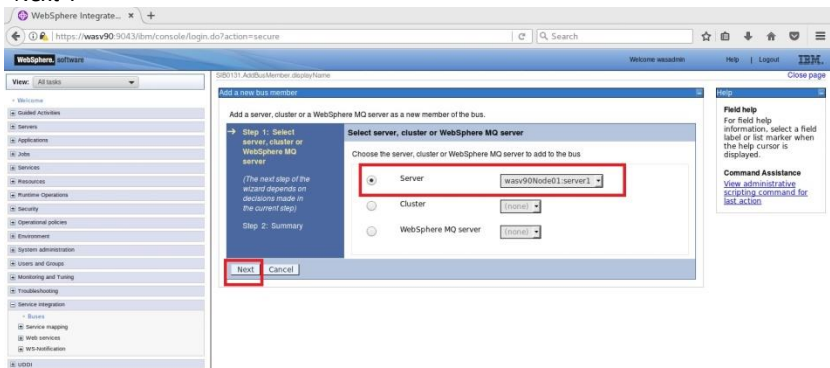 WebSphere Integrate... × +
https://wasv90:9043/ibm/console/login.do?action=secure
Search
WebSphere. software
Welcome wasadmin
Help | Logout
IBM.
View: All tasks
SIB0131.AddBusMember.displayName
Close page
Welcome
Guided Activities
Servers
Applications
Jobs
Services
Resources
Runtime Operations
Security
Operational policies
Environment
System administration
Users and Groups
Monitoring and Tuning
Troubleshooting
Service integration
Buses
Service mapping
Web services
WS-Notification
UDDI
Add a new bus member
Add a server, cluster or a WebSphere MQ server as a new member of the bus.
Step 1: Select
server, cluster or
WebSphere MQ
server
(The next step of the
wizard depends on
decisions made in
the current step)
Step 2: Summary
Select server, cluster or WebSphere MQ server
Choose the server, cluster or WebSphere MQ server to add to the bus
Server wasv90Node01:server1
Cluster (none)
WebSphere MQ server (none)
Next Cancel
Help
Field help
For field help
information, select a field
label or list marker when
the help cursor is
displayed.
Command Assistance
View administrative
scripting command for
last action